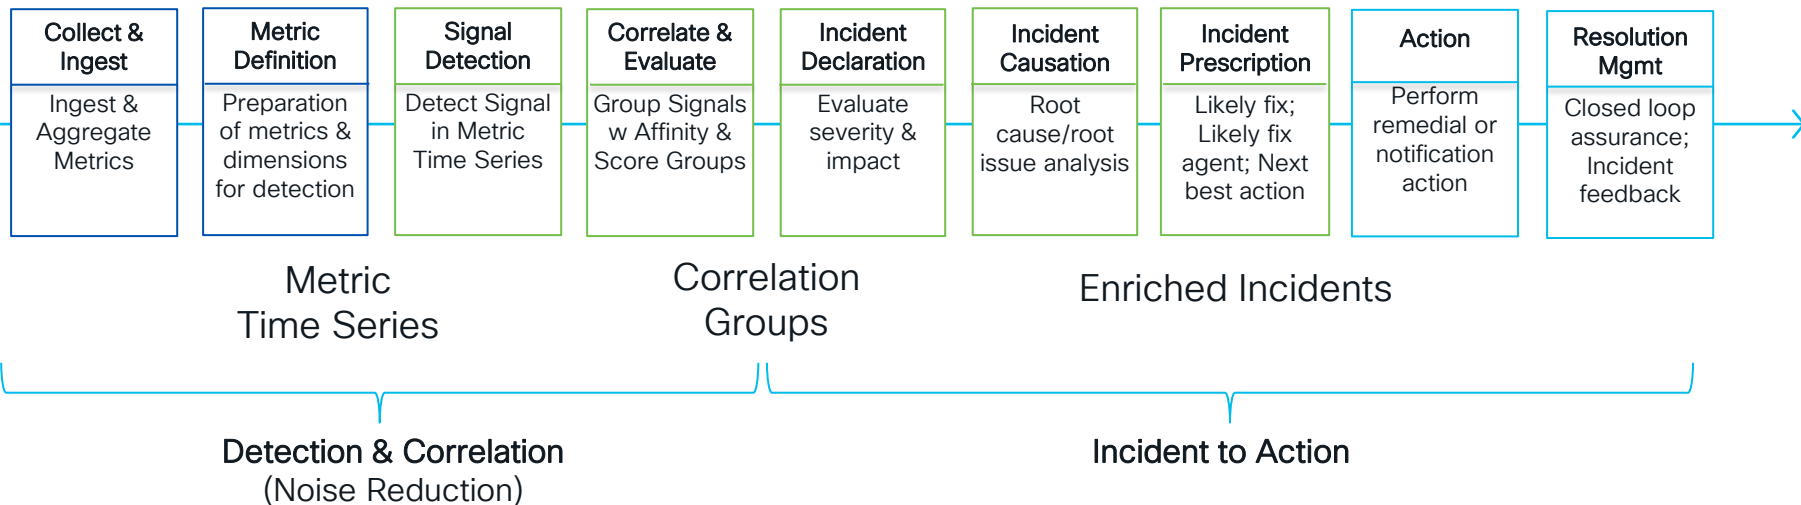 Collect &
Ingest
Ingest &
Aggregate
Metrics
Metric
Definition
Preparation
of metrics &
dimensions
for detection
Signal
Detection
Detect Signal
in Metric
Time Series
Correlate &
Evaluate
Group Signals
w Affinity &
Score Groups
Incident
Declaration
Evaluate
severity &
impact
Incident
Causation
Root
cause/root
issue analysis
Incident
Prescription
Likely fix;
Likely fix
agent; Next
best action
Action
Perform
remedial or
notification
action
Resolution
Mgmt
Closed loop
assurance;
Incident
feedback
Metric
Time Series
Correlation
Groups
Enriched Incidents
Detection & Correlation
(Noise Reduction)
Incident to Action